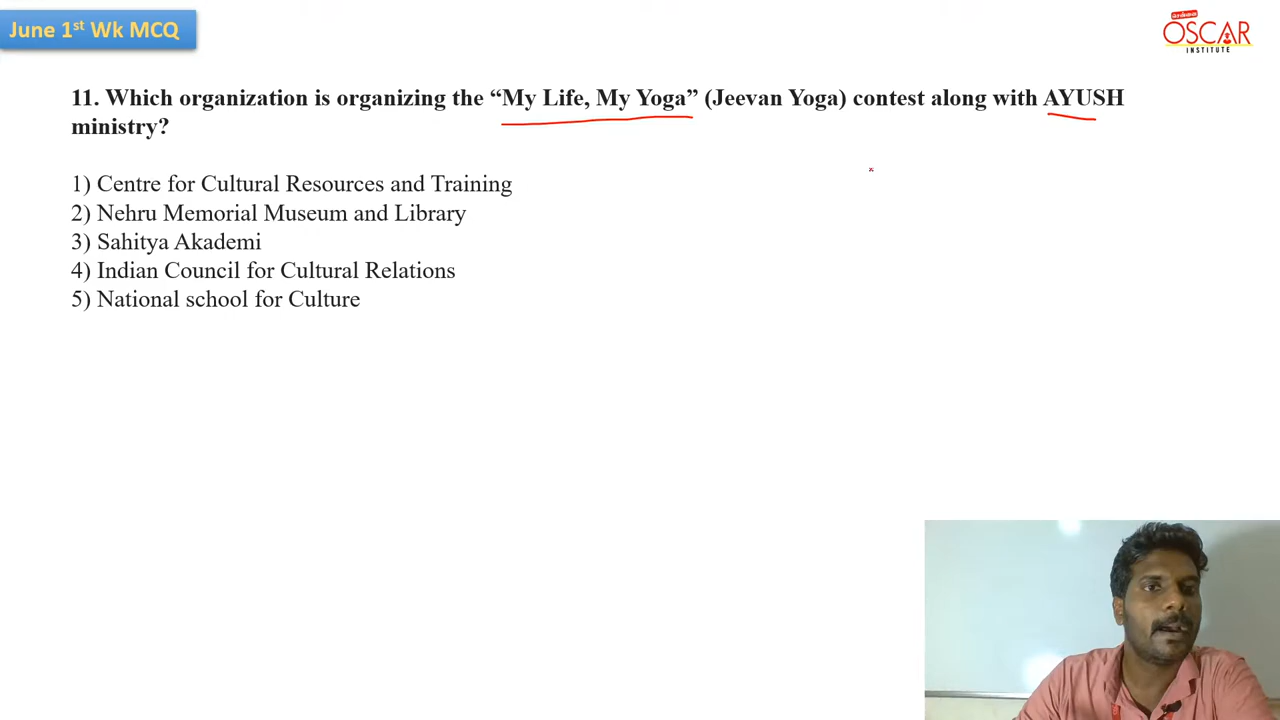 June 1st Wk MCQ
சென்னை
OSCAR
INSTITUTE
11. Which organization is organizing the “My Life, My Yoga” (Jeevan Yoga) contest along with AYUSH
ministry?
1) Centre for Cultural Resources and Training
2) Nehru Memorial Museum and Library
3) Sahitya Akademi
4) Indian Council for Cultural Relations
5) National school for Culture